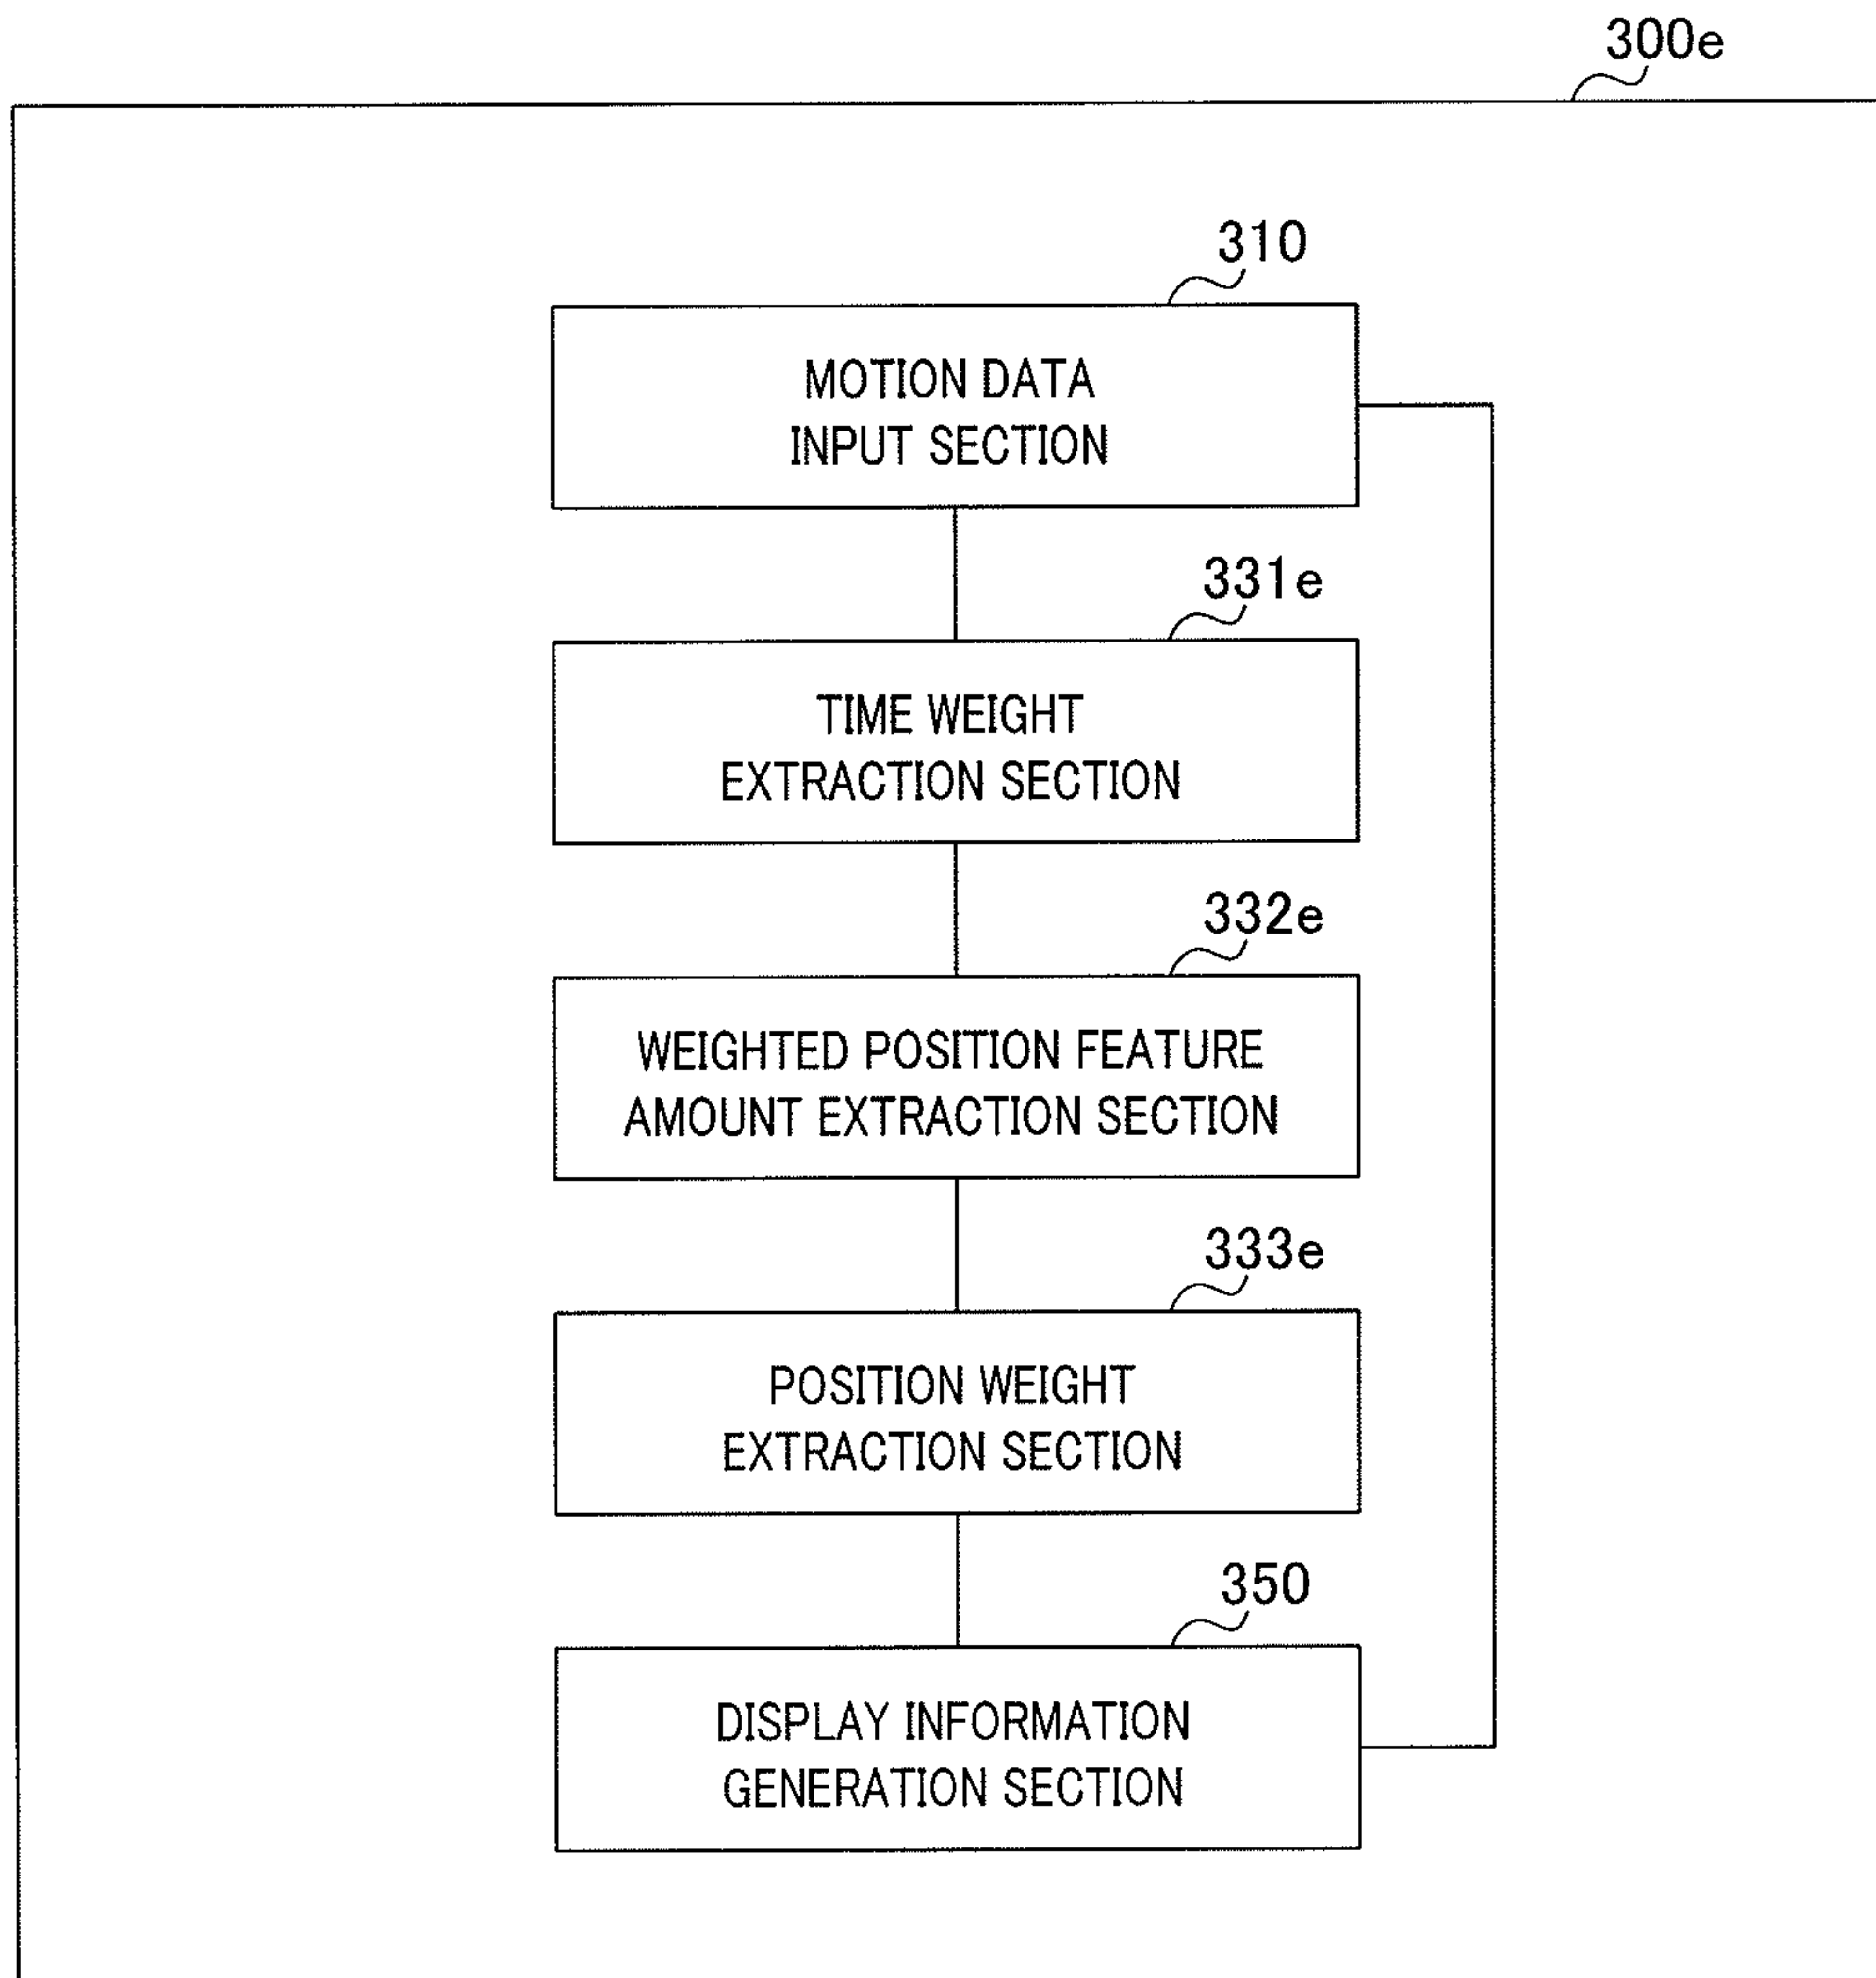 300e
310
MOTION DATA
INPUT SECTION
331e
TIME WEIGHT
EXTRACTION SECTION
332e
WEIGHTED POSITION FEATURE
AMOUNT EXTRACTION SECTION
333e
POSITION WEIGHT
EXTRACTION SECTION
350
DISPLAY INFORMATION
GENERATION SECTION